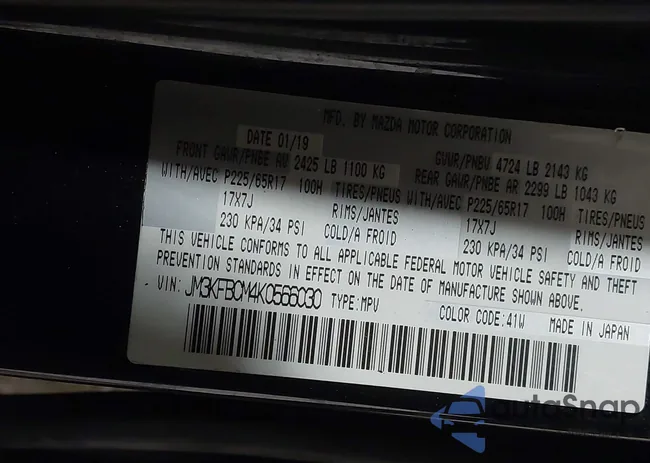 MFD. BY MAZDA MOTOR CORPORATION
DATE 01/19 GVWR/PNBV 4724 LB 2143 KG
FRONT GAWR/PNBE AV 2425 LB 1100 KG REAR GAWR/PNBE AR 2299 LB 1043 KG
WITH/AVEC P225/65R17 100H TIRES/PNEUS WITH/AVEC P225/65R17 100H TIRES/PNEUS
17X7J RIMS/JANTES 17X7J RIMS/JANTES
230 KPA/34 PSI COLD/A FROID 230 KPA/34 PSI COLD/A FROID
THIS VEHICLE CONFORMS TO ALL APPLICABLE FEDERAL MOTOR VEHICLE SAFETY AND THEFT
PREVENTION STANDARDS IN EFFECT ON THE DATE OF MANUFACTURE SHOWN ABOVE.
VIN: JM3KFBCM4K0566030 TYPE: MPV COLOR CODE: 41W MADE IN JAPAN
autoSnap